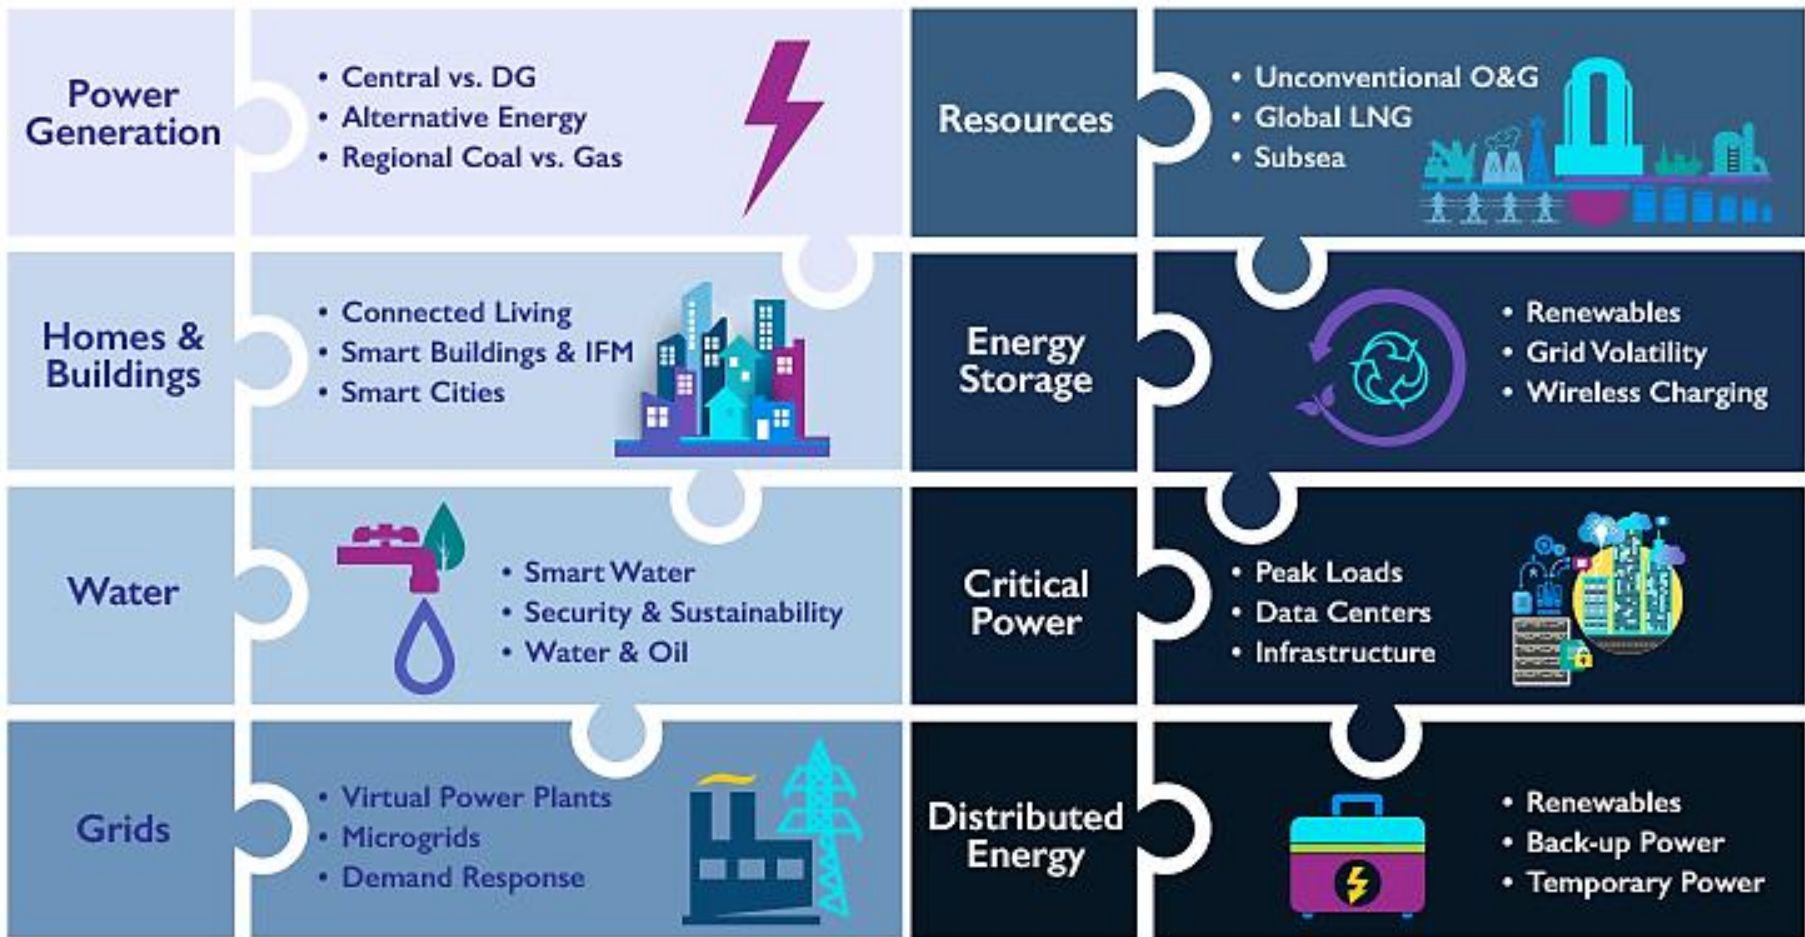 Power
Generation
• Central vs. DG
• Alternative Energy
• Regional Coal vs. Gas
Homes &
Buildings
• Connected Living
• Smart Buildings & IFM
• Smart Cities
Water
• Smart Water
• Security & Sustainability
• Water & Oil
Grids
• Virtual Power Plants
• Microgrids
• Demand Response
Resources
• Unconventional O&G
• Global LNG
• Subsea
Energy
Storage
• Renewables
• Grid Volatility
• Wireless Charging
Critical
Power
• Peak Loads
• Data Centers
• Infrastructure
Distributed
Energy
• Renewables
• Back-up Power
• Temporary Power